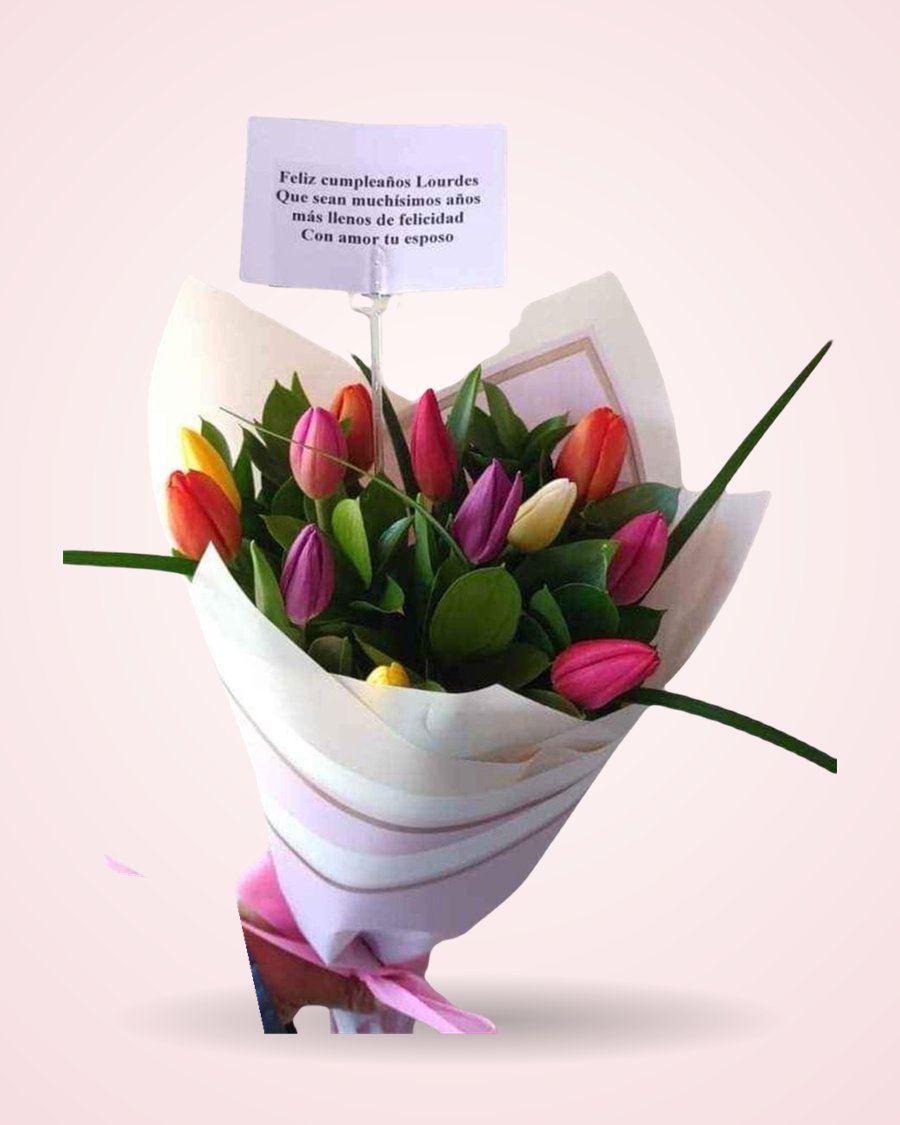 Feliz cumpleaños Lourdes
Que sean muchísimos años
más llenos de felicidad
Con amor tu esposo